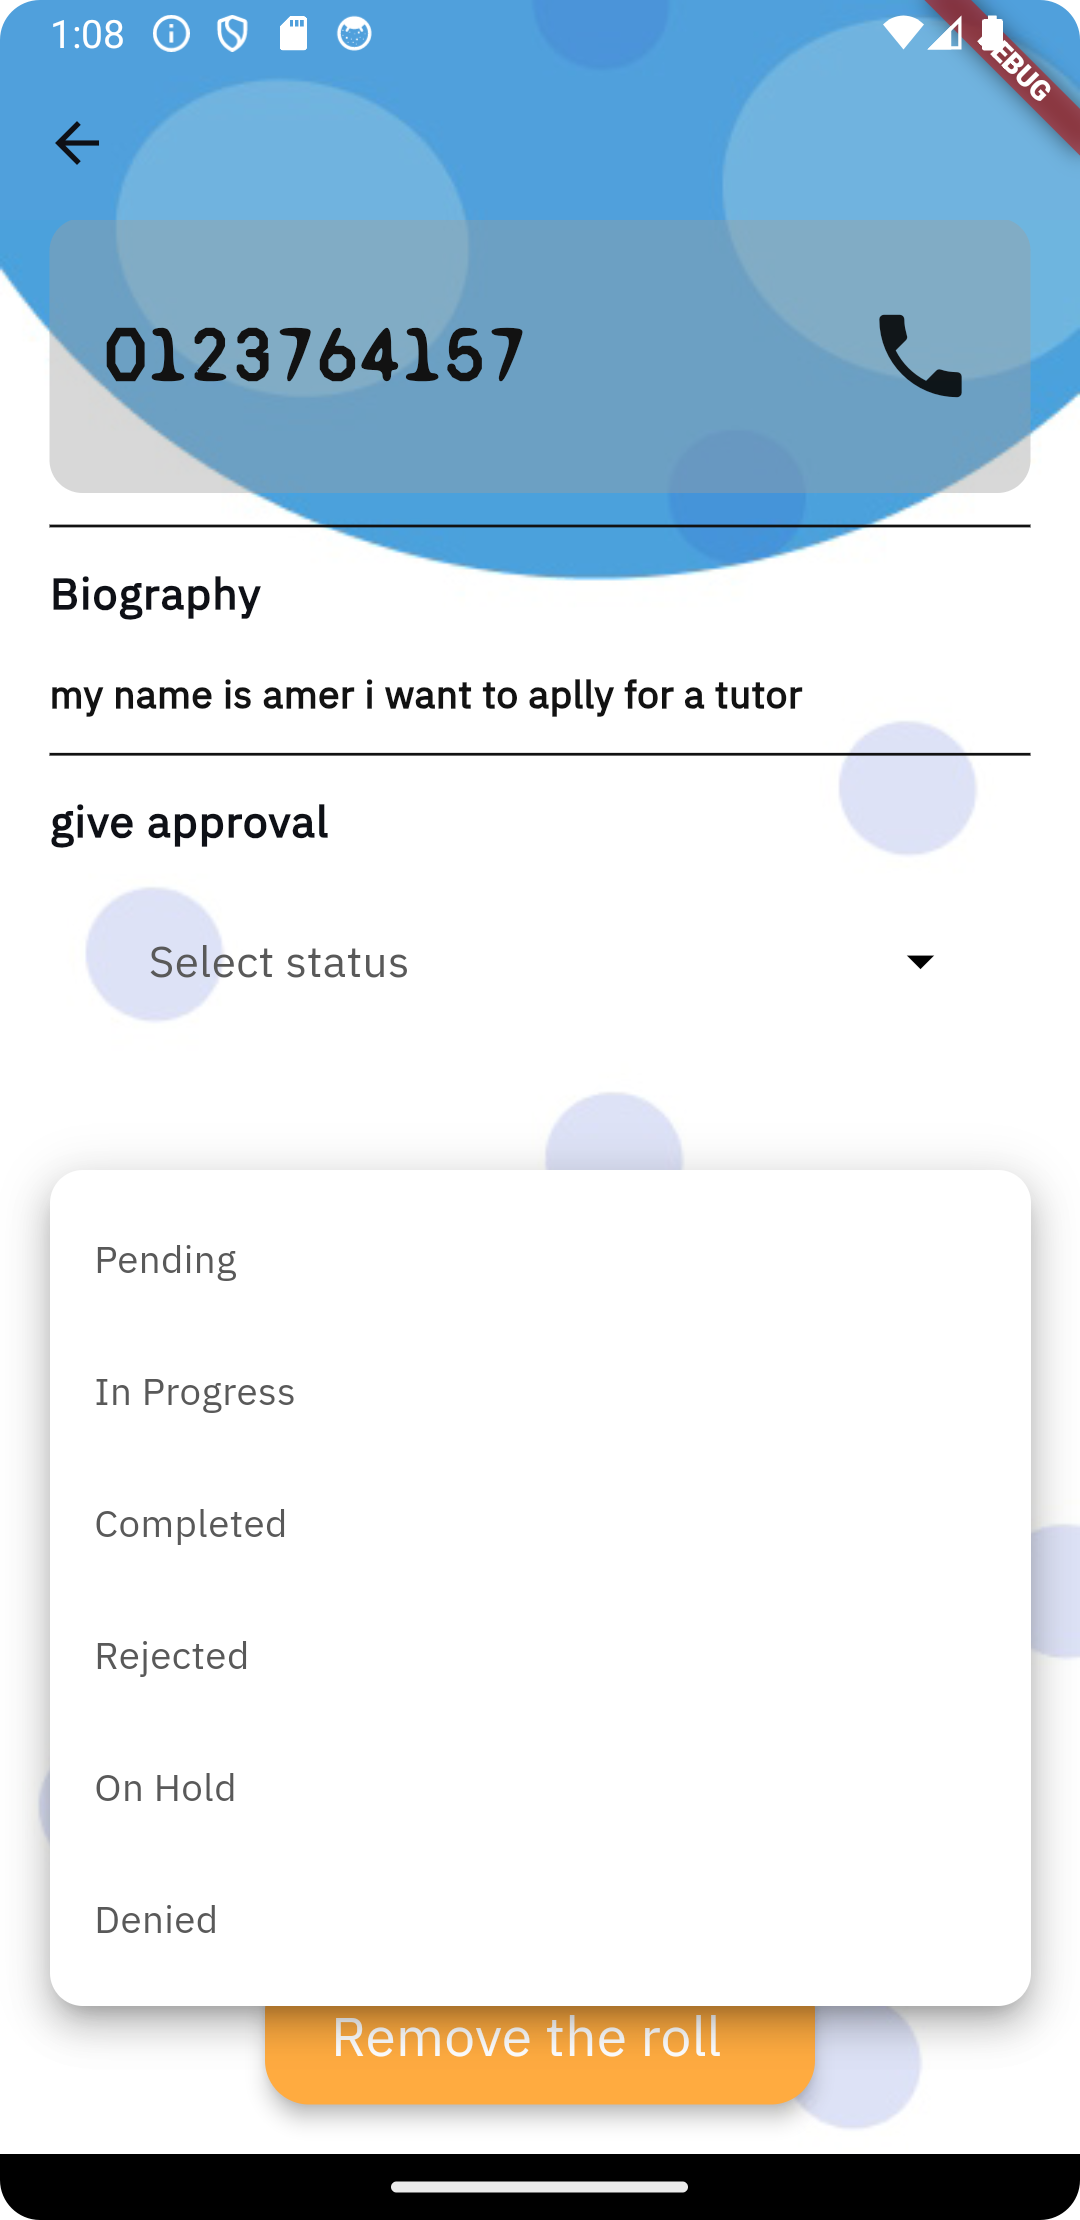 1:08
DEBUG
0123764157
Biography
my name is amer i want to aplly for a tutor
give approval
Select status
Pending
In Progress
Completed
Rejected
On Hold
Denied
Remove the roll